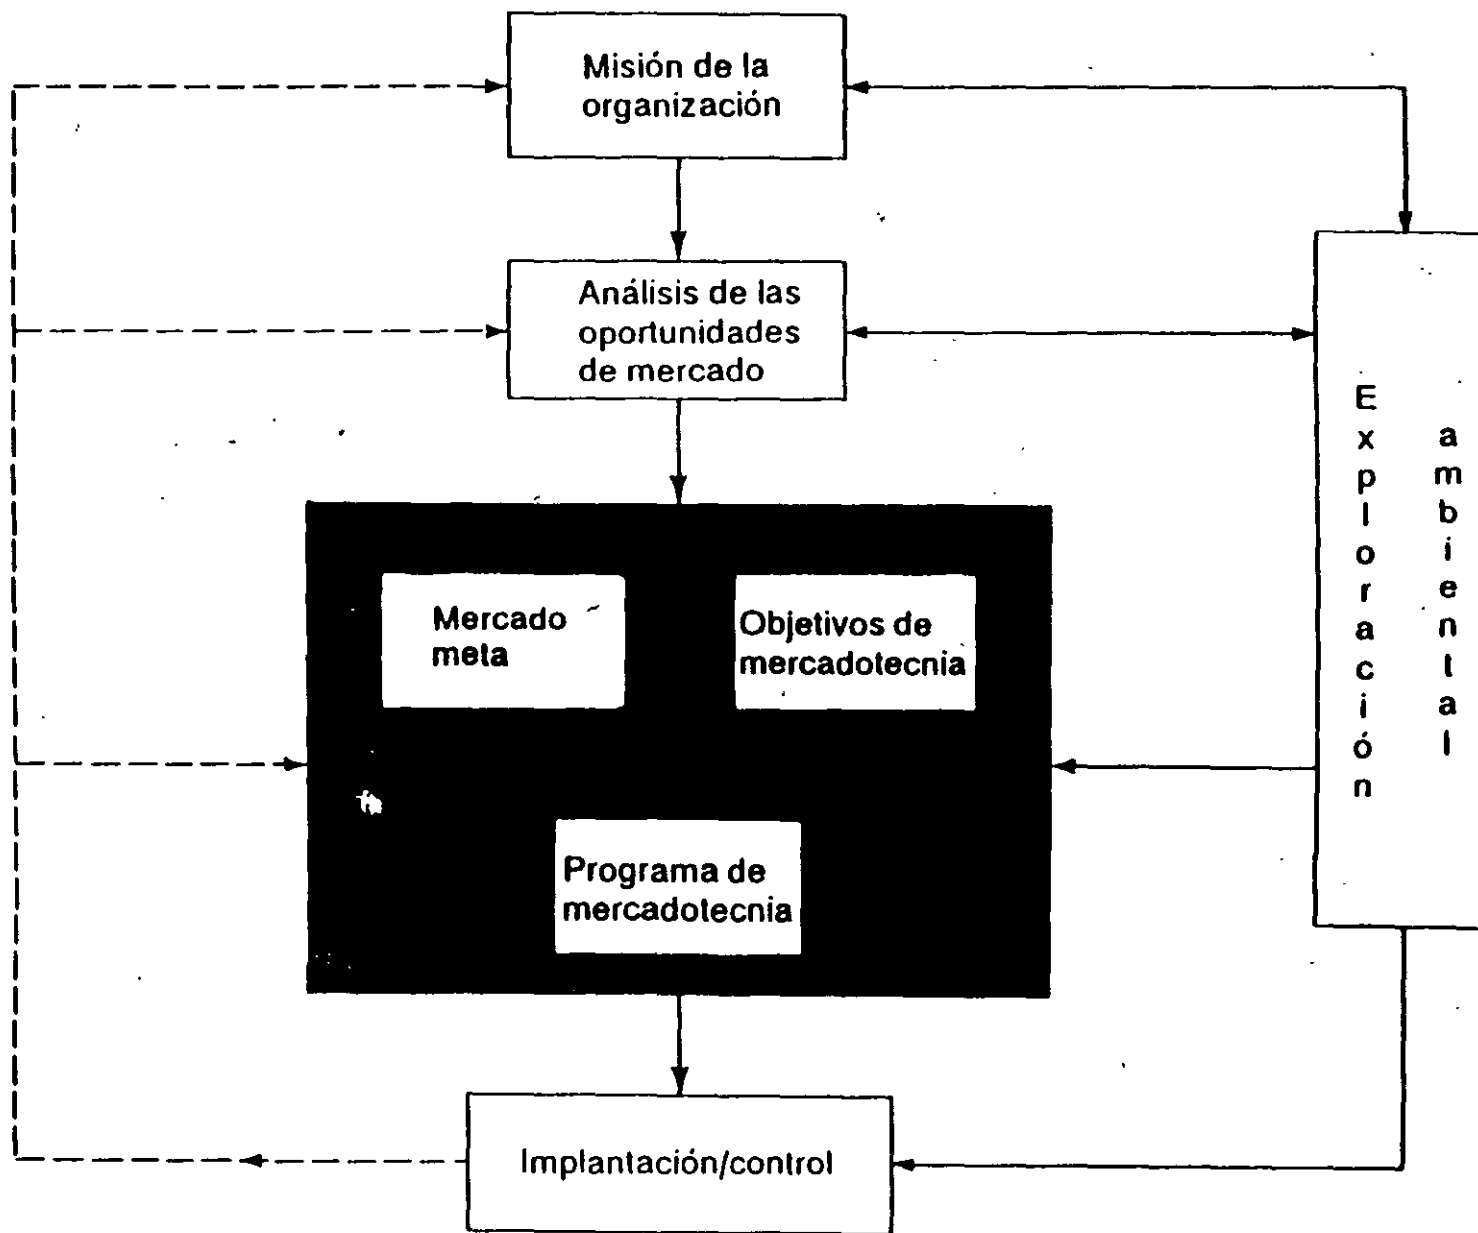 Misión de la
organización
Análisis de las
oportunidades
de mercado
Exploración
ambiental
Mercado
meta
Objetivos de
mercadotecnia
Programa de
mercadotecnia
Implantación/control